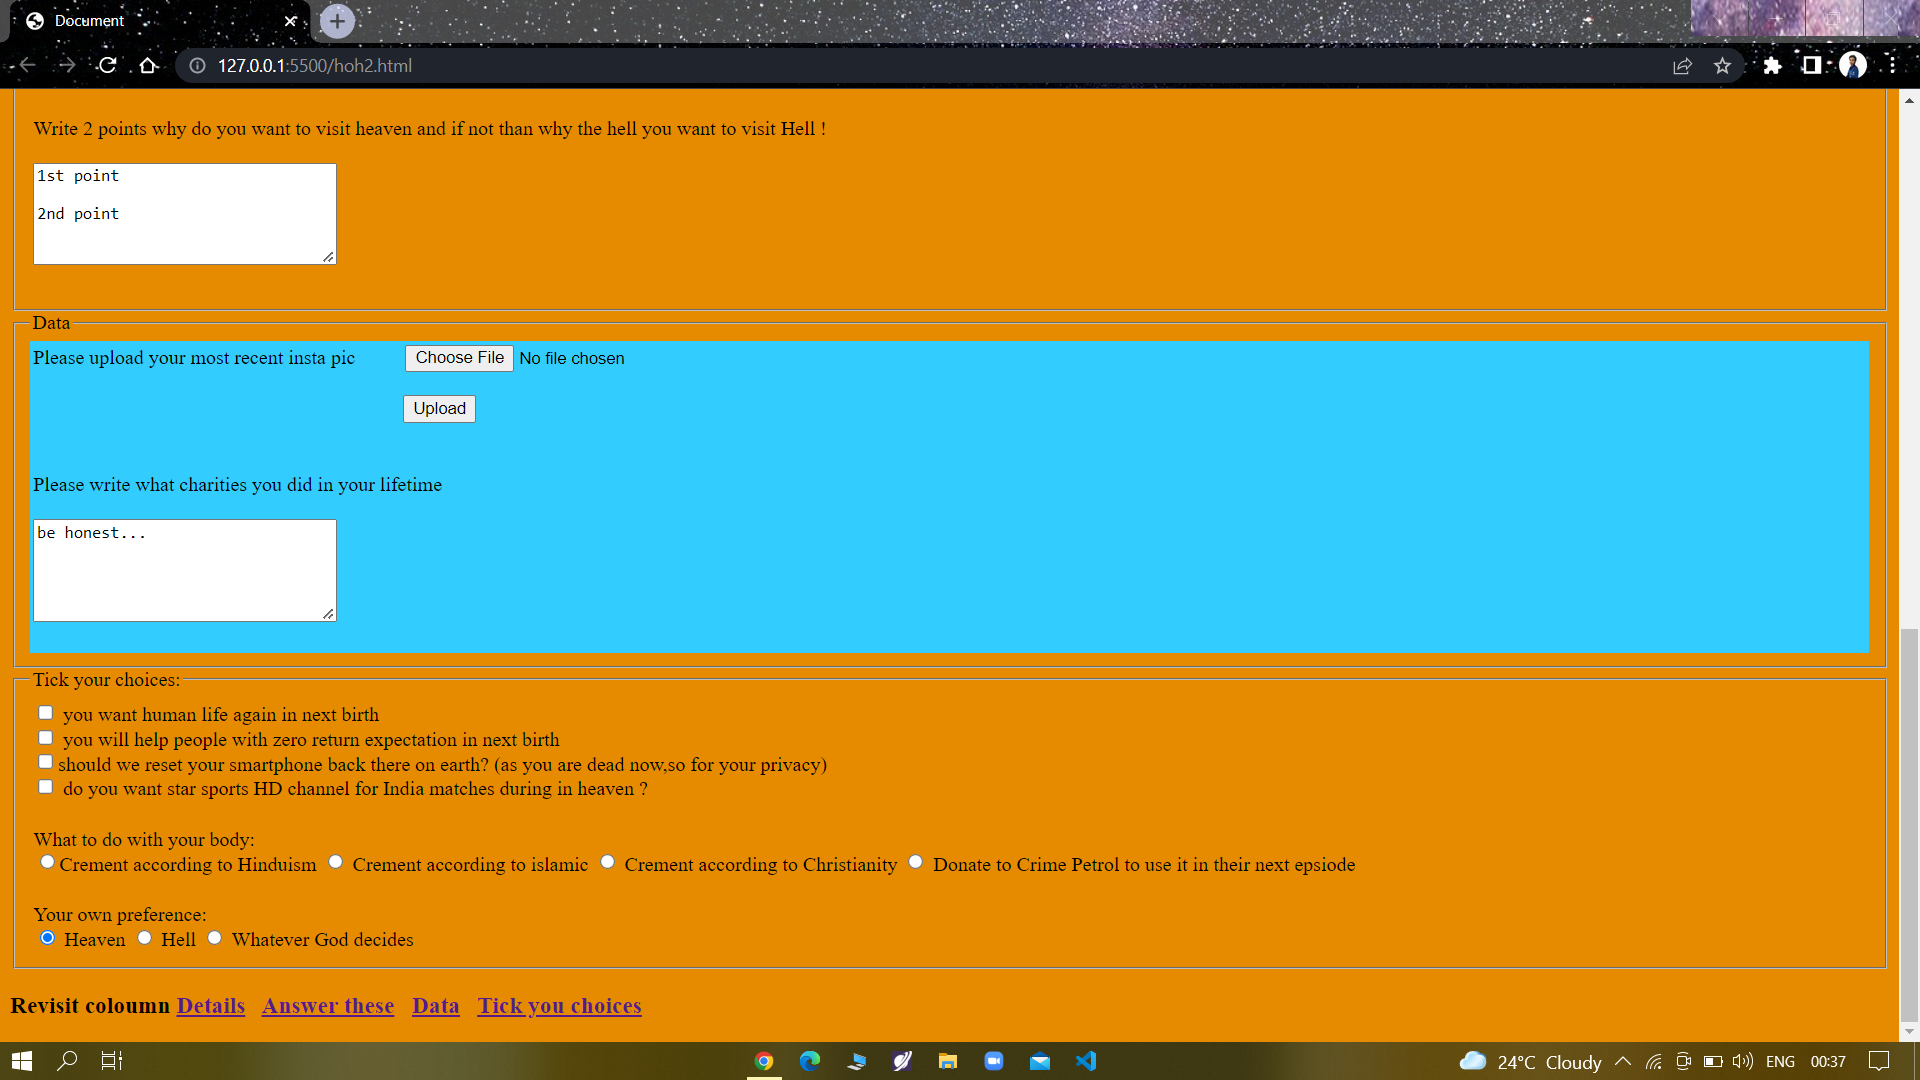 Document
127.0.0.1:5500/hoh2.html
Write 2 points why do you want to visit heaven and if not than why the hell you want to visit Hell !
1st point
2nd point
Data
Please upload your most recent insta pic Choose File No file chosen
Upload
Please write what charities you did in your lifetime
be honest...
Tick your choices:
you want human life again in next birth
you will help people with zero return expectation in next birth
should we reset your smartphone back there on earth? (as you are dead now,so for your privacy)
do you want star sports HD channel for India matches during in heaven ?
What to do with your body:
Crement according to Hinduism Crement according to islamic Crement according to Christianity Donate to Crime Petrol to use it in their next epsiode
Your own preference:
Heaven Hell Whatever God decides
Revisit coloumn Details Answer these Data Tick you choices
24°C Cloudy ENG 00:37